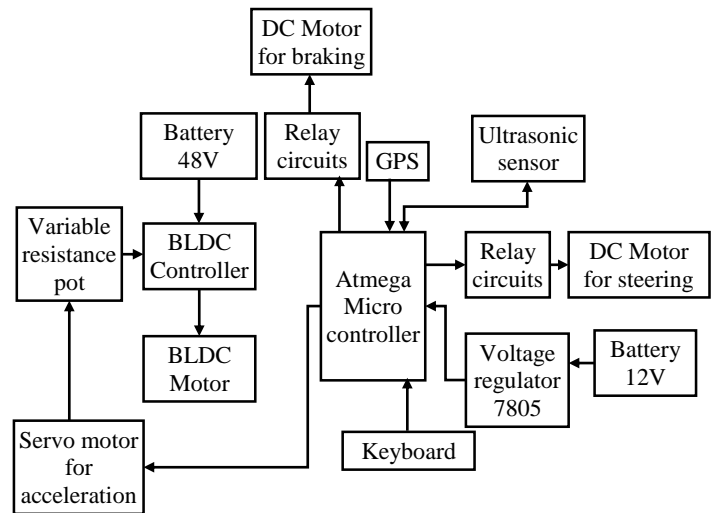 DC Motor
for braking
Battery
48V
Relay
circuits
GPS
Ultrasonic
sensor
Variable
resistance
pot
BLDC
Controller
Atmega
Micro
controller
Relay
circuits
DC Motor
for steering
BLDC
Motor
Voltage
regulator
7805
Battery
12V
Servo motor
for
acceleration
Keyboard